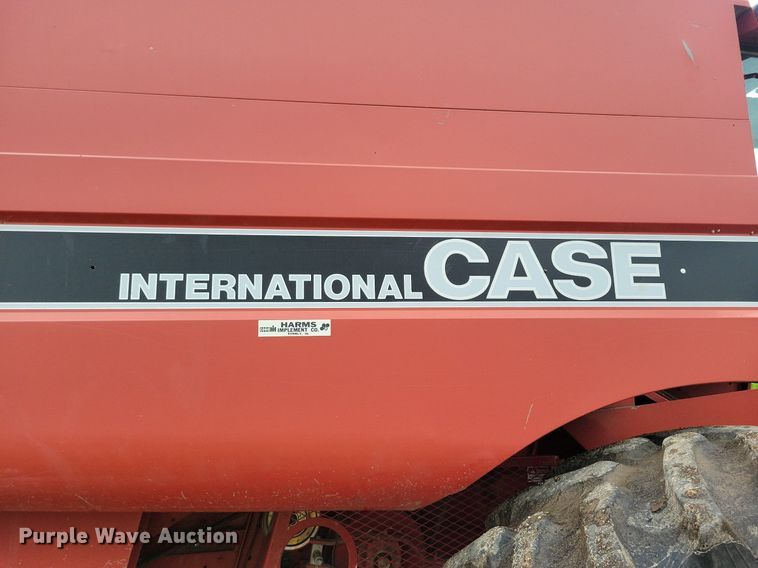 INTERNATIONAL CASE
HARMS
IMPLEMENT CO.
Purple Wave Auction